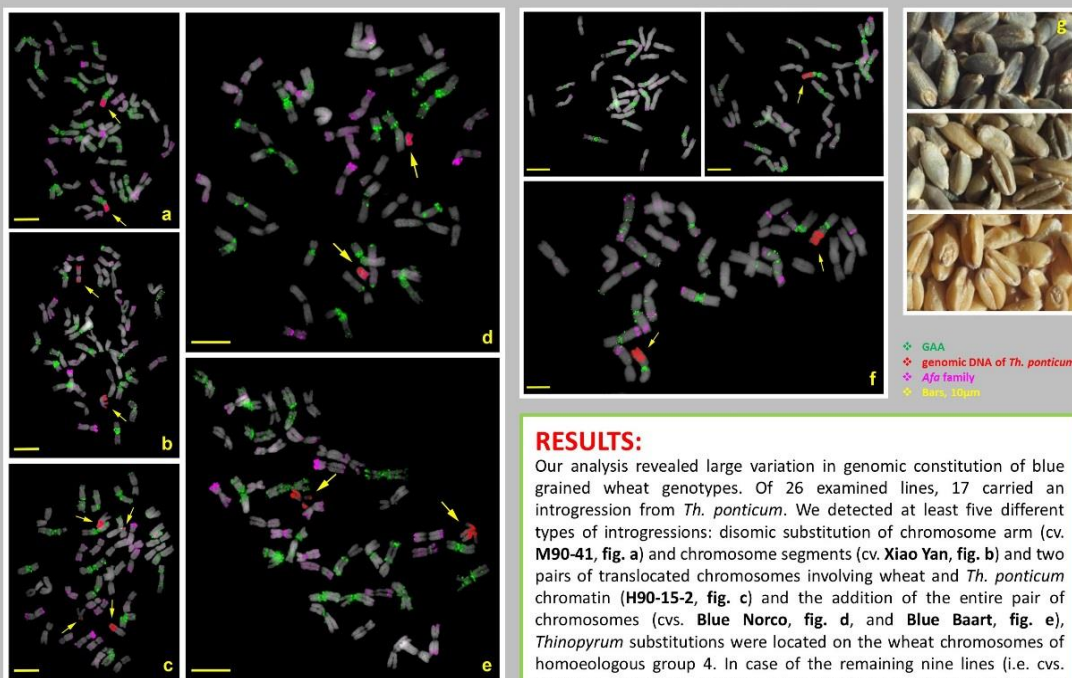 a
b
c
d
e
f
g
GAA
genomic DNA of Th. ponticum
Afa family
Bars, 10µm
RESULTS:
Our analysis revealed large variation in genomic constitution of blue
grained wheat genotypes. Of 26 examined lines, 17 carried an
introgression from Th. ponticum. We detected at least five different
types of introgressions: disomic substitution of chromosome arm (cv.
M90-41, fig. a) and chromosome segments (cv. Xiao Yan, fig. b) and two
pairs of translocated chromosomes involving wheat and Th. ponticum
chromatin (H90-15-2, fig. c) and the addition of the entire pair of
chromosomes (cvs. Blue Norco, fig. d, and Blue Baart, fig. e),
Thinopyrum substitutions were located on the wheat chromosomes of
homoeologous group 4. In case of the remaining nine lines (i.e. cvs.